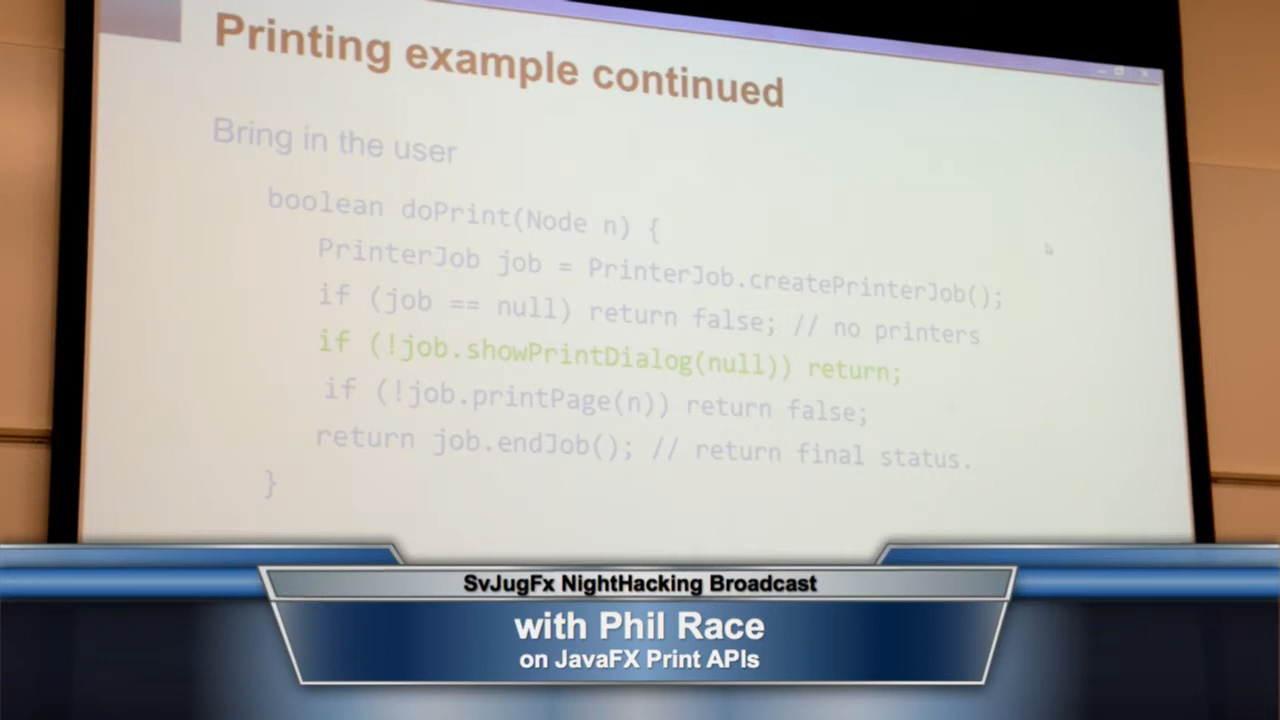 Printing example continued
Bring in the user
boolean doPrint(Node n) {
PrinterJob job = PrinterJob.createPrinterJob();
if (job == null) return false; // no printers
if (!job.showPrintDialog(null)) return;
if (!job.printPage(n)) return false;
return job.endJob(); // return final status.
}
SvJugFx NightHacking Broadcast
with Phil Race
on JavaFX Print APIs